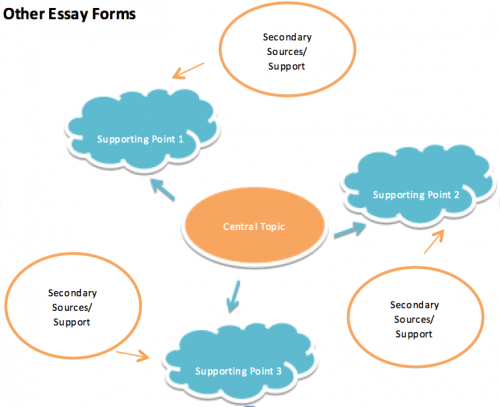 Other Essay Forms
Secondary
Sources/
Support
Supporting Point 1
Supporting Point 2
Central Topic
Secondary
Sources/
Support
Secondary
Sources/
Support
Supporting Point 3